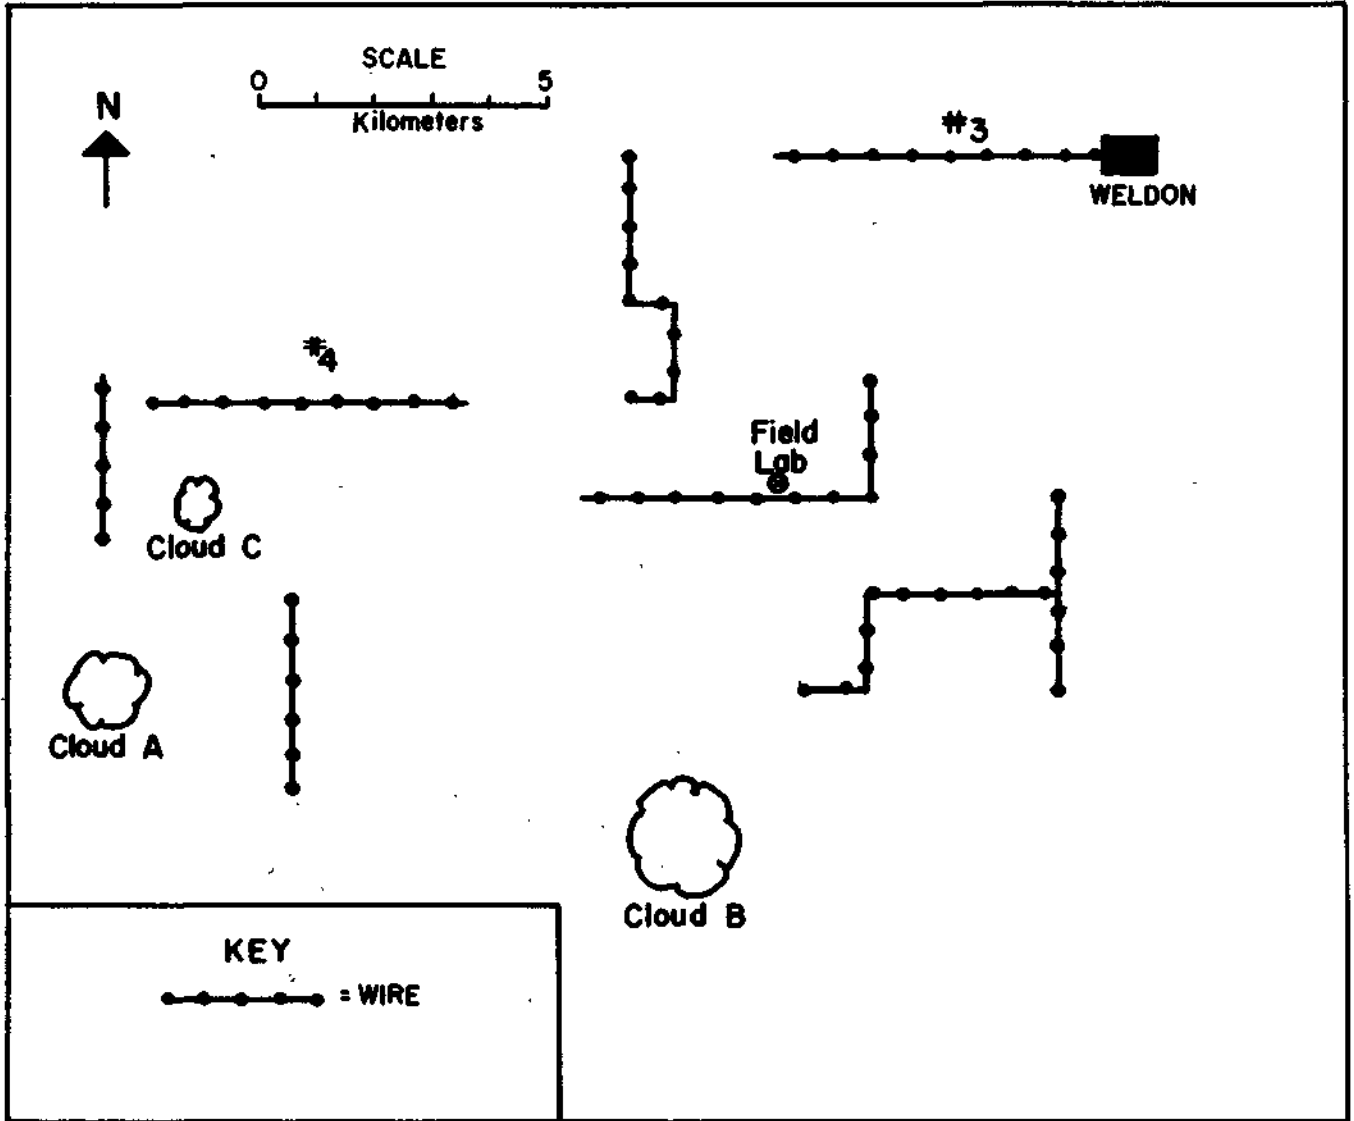 SCALE
0 5
Kilometers
N
#3
WELDON
#4
Field
Lab
Cloud C
Cloud A
Cloud B
KEY
= WIRE